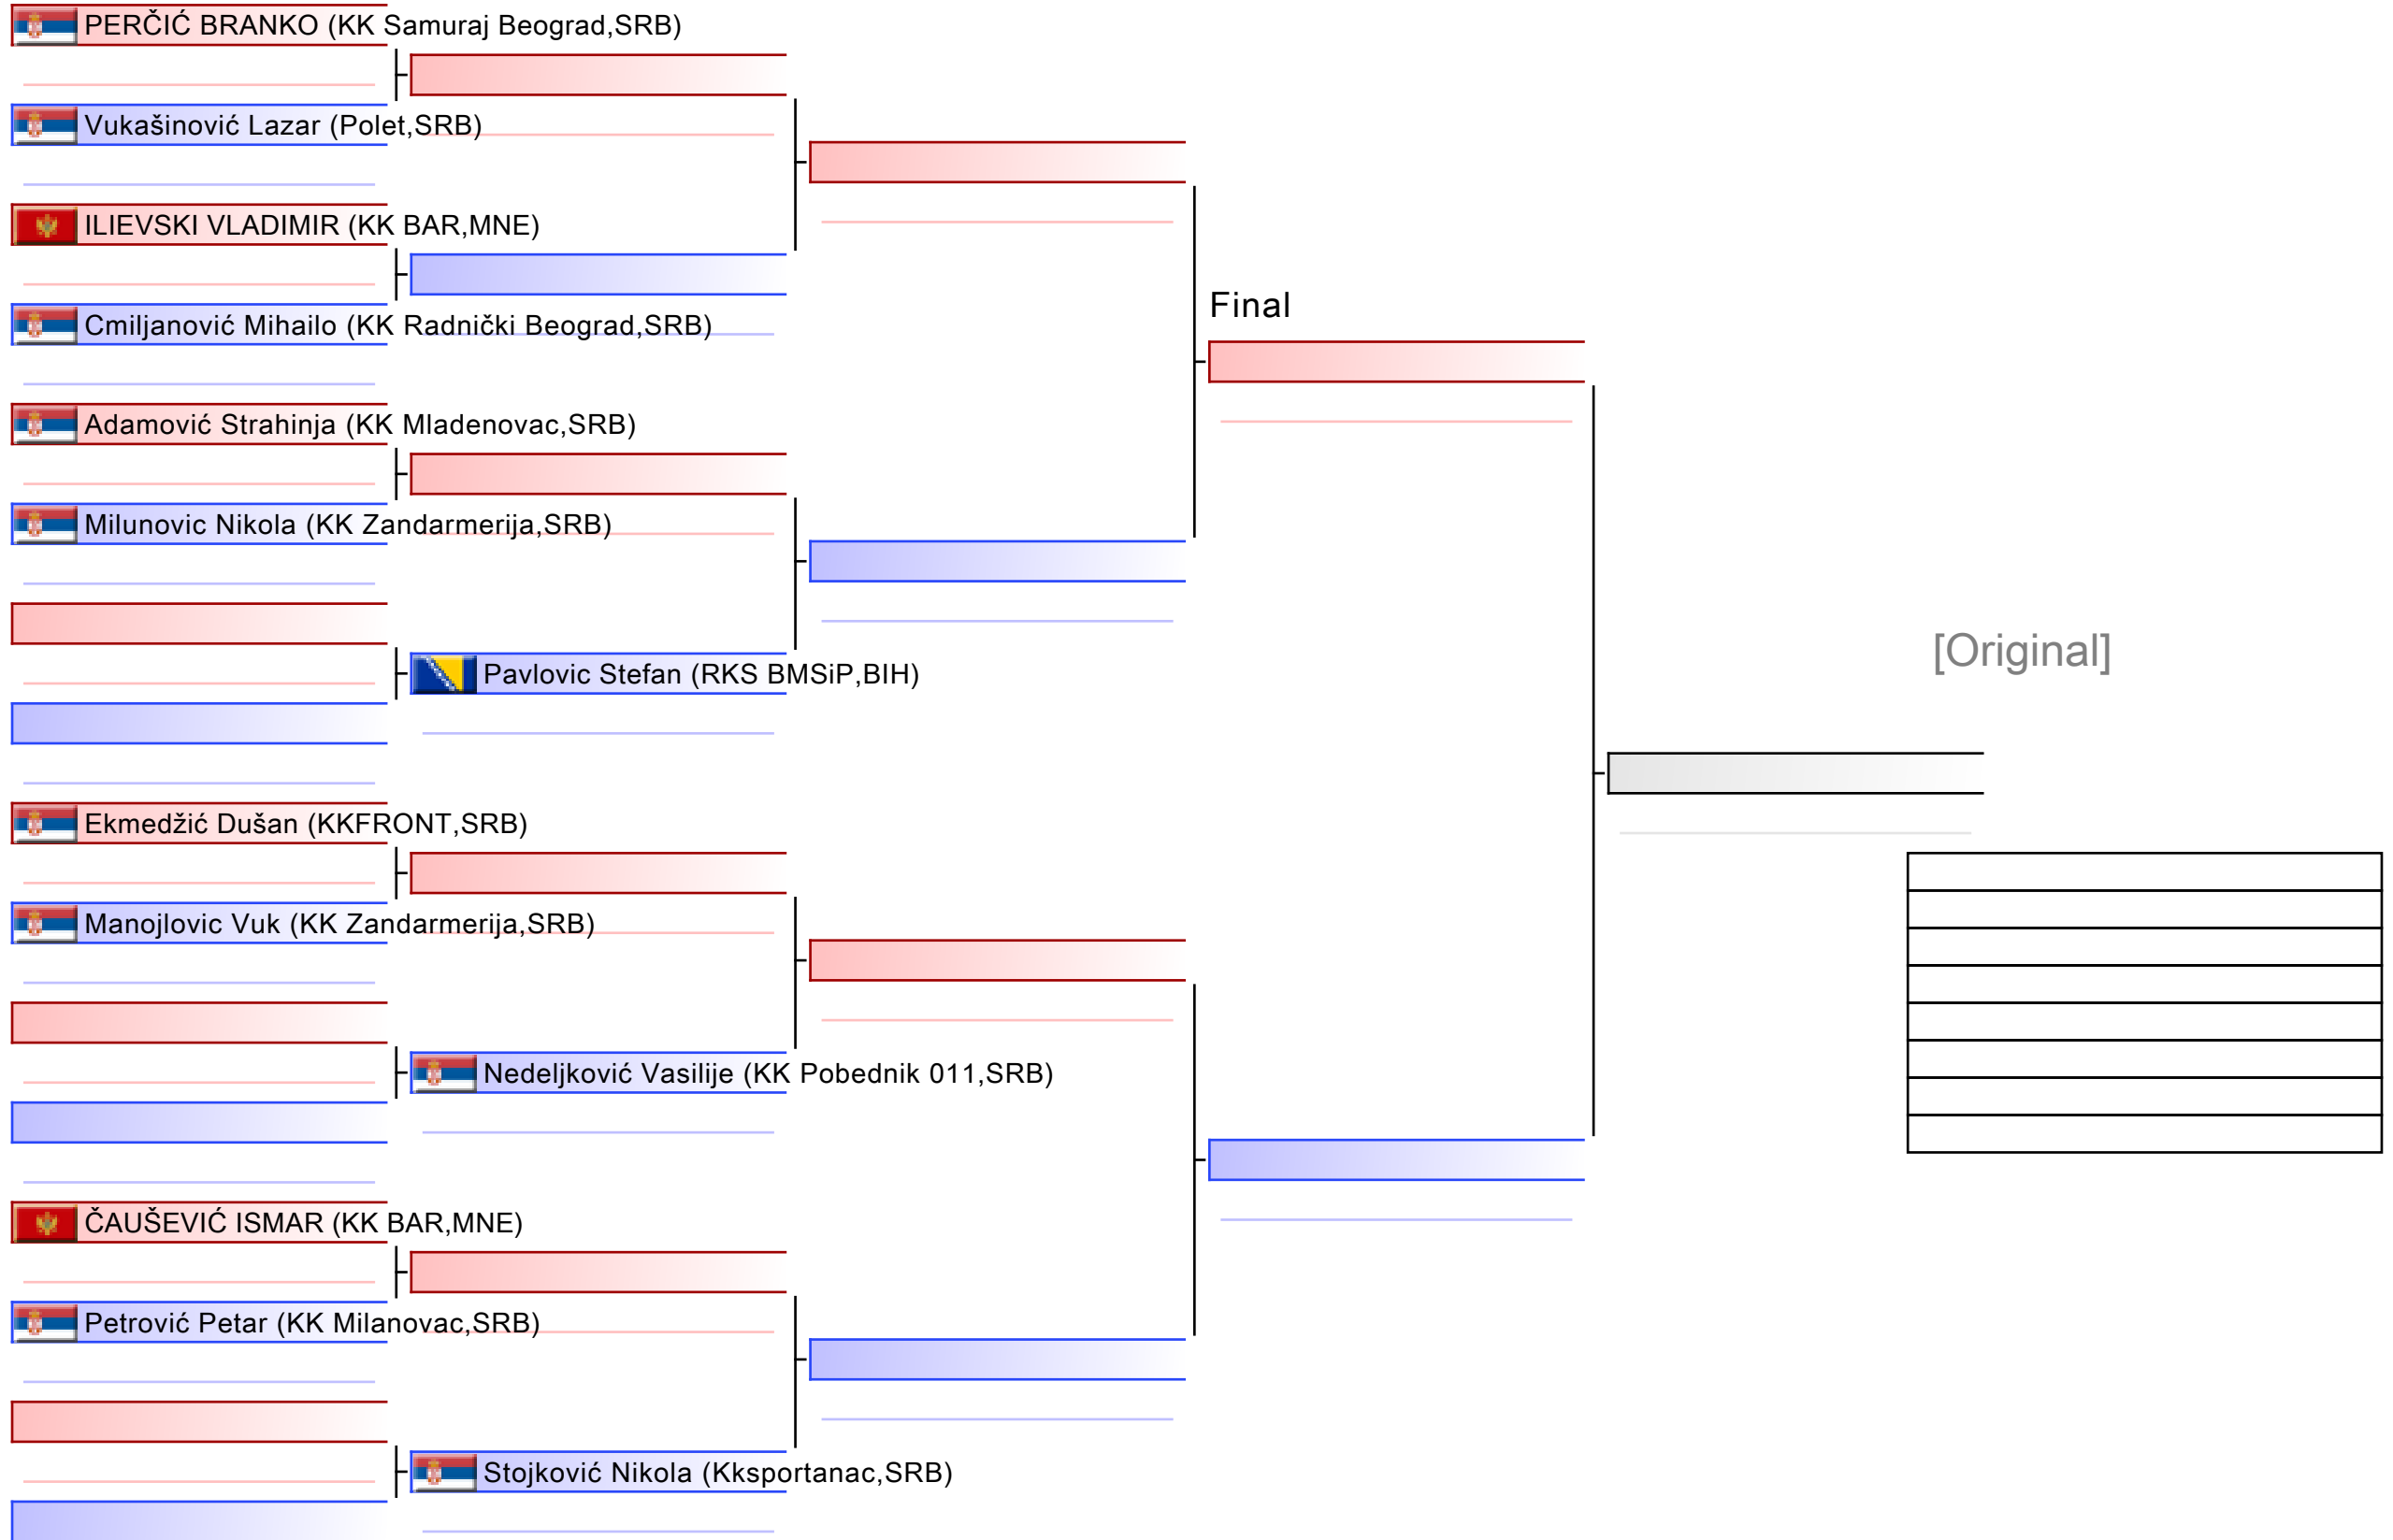 PERČIĆ BRANKO (KK Samuraj Beograd,SRB)
Vukašinović Lazar (Polet,SRB)
ILIEVSKI VLADIMIR (KK BAR,MNE)
Cmiljanović Mihailo (KK Radnički Beograd,SRB)
Final
Adamović Strahinja (KK Mladenovac,SRB)
Milunovic Nikola (KK Zandarmerija,SRB)
[Original]
Pavlovic Stefan (RKS BMSiP,BIH)
Ekmedžić Dušan (KKFRONT,SRB)
Manojlovic Vuk (KK Zandarmerija,SRB)
Nedeljković Vasilije (KK Pobednik 011,SRB)
ČAUŠEVIĆ ISMAR (KK BAR,MNE)
Petrović Petar (KK Milanovac,SRB)
Stojković Nikola (Kksportanac,SRB)